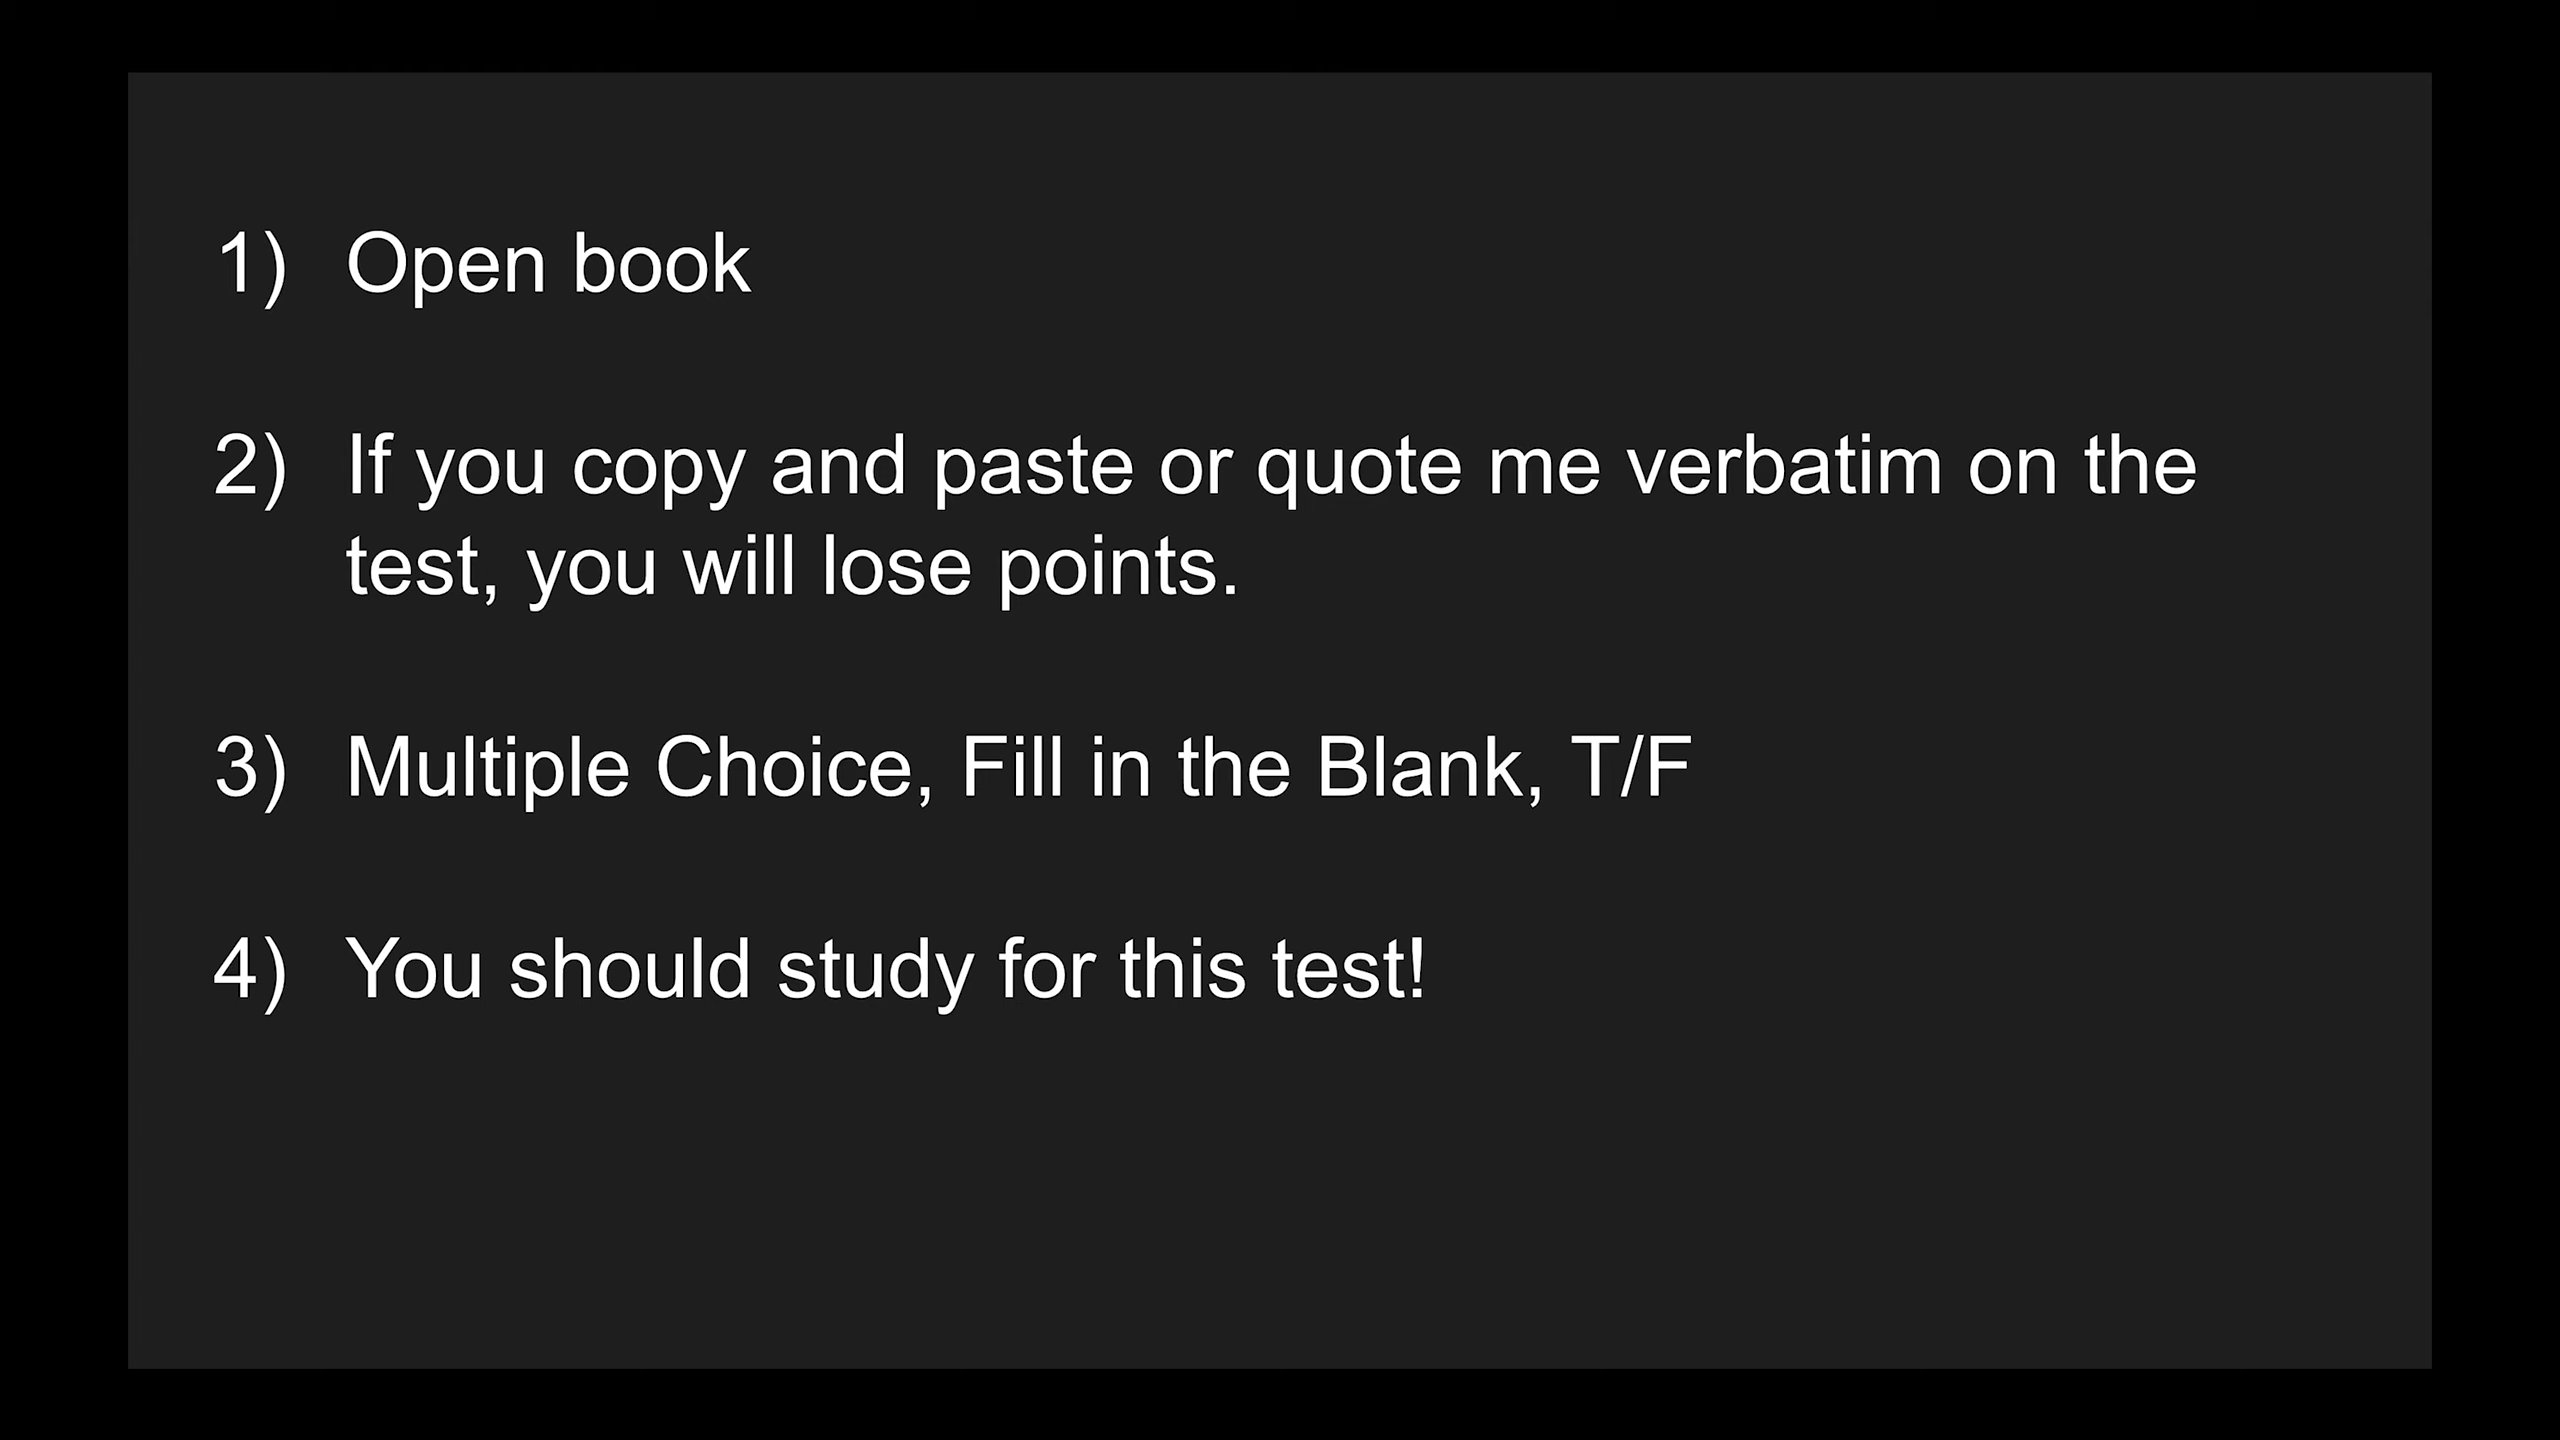 1) Open book
2) If you copy and paste or quote me verbatim on the
test, you will lose points.
3) Multiple Choice, Fill in the Blank, T/F
4) You should study for this test!